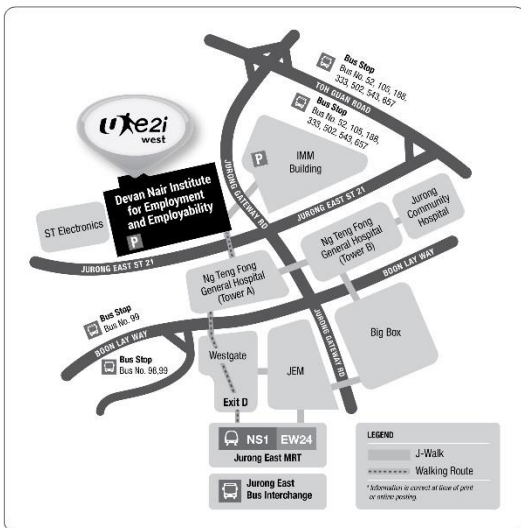 Bus Stop
Bus No. 52, 105, 188,
333, 502, 543, 657
TOH GUAN ROAD
Bus Stop
Bus No. 52, 105, 188,
333, 502, 543, 657
e2i
west
P
IMM
Building
JURONG GATEWAY RD
Devan Nair Institute
for Employment
and Employability
P
ST Electronics
JURONG EAST ST 21
Jurong
Community
Hospital
Ng Teng Fong
General Hospital
(Tower B)
JURONG EAST ST 21
Ng Teng Fong
General Hospital
(Tower A)
BOON LAY WAY
Bus Stop
Bus No. 99
BOON LAY WAY
Bus Stop
Bus No. 98,99
JURONG GATEWAY RD
Big Box
Westgate
JEM
Exit D
NS1 EW24
Jurong East MRT
Jurong East
Bus Interchange
LEGEND
J-Walk
Walking Route
* Information is correct at time of print
or online posting.